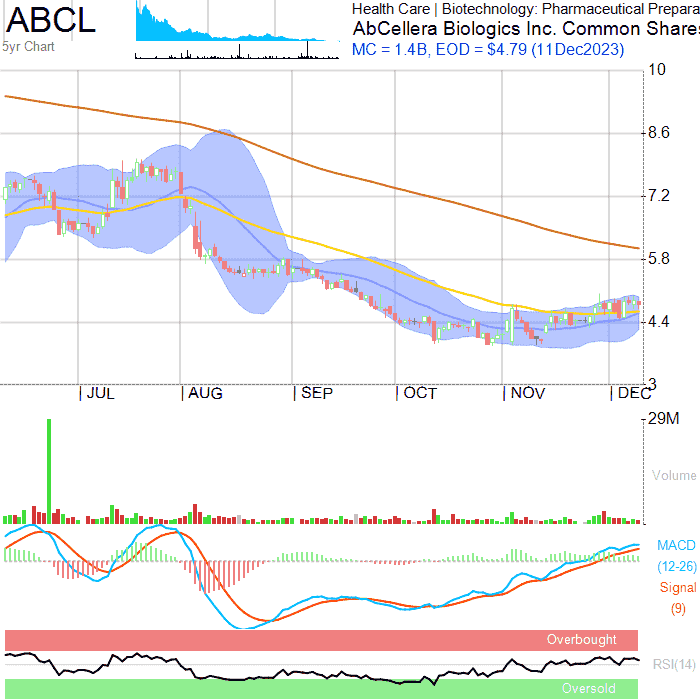 ABCL
5yr Chart
Health Care | Biotechnology: Pharmaceutical Prepara
AbCellera Biologics Inc. Common Shares
MC = 1.4B, EOD = $4.79 (11Dec2023)
10
8.6
7.2
5.8
4.4
3
JUL AUG SEP OCT NOV DEC
29M
Volume
MACD
(12-26)
Signal
(9)
Overbought
RSI(14)
Oversold